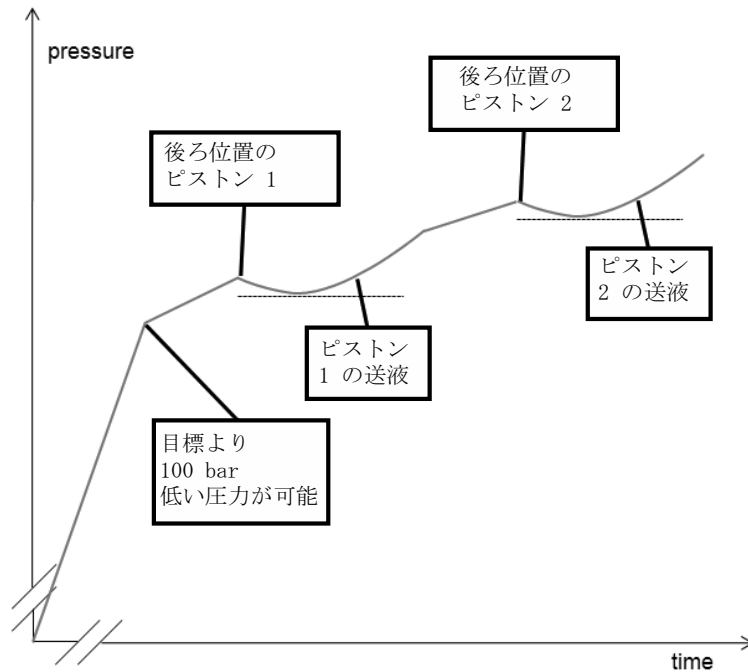 pressure
後ろ位置の
ピストン 2
後ろ位置の
ピストン 1
ピストン
2 の送液
ピストン
1 の送液
目標より
100 bar
低い圧力が可能
time